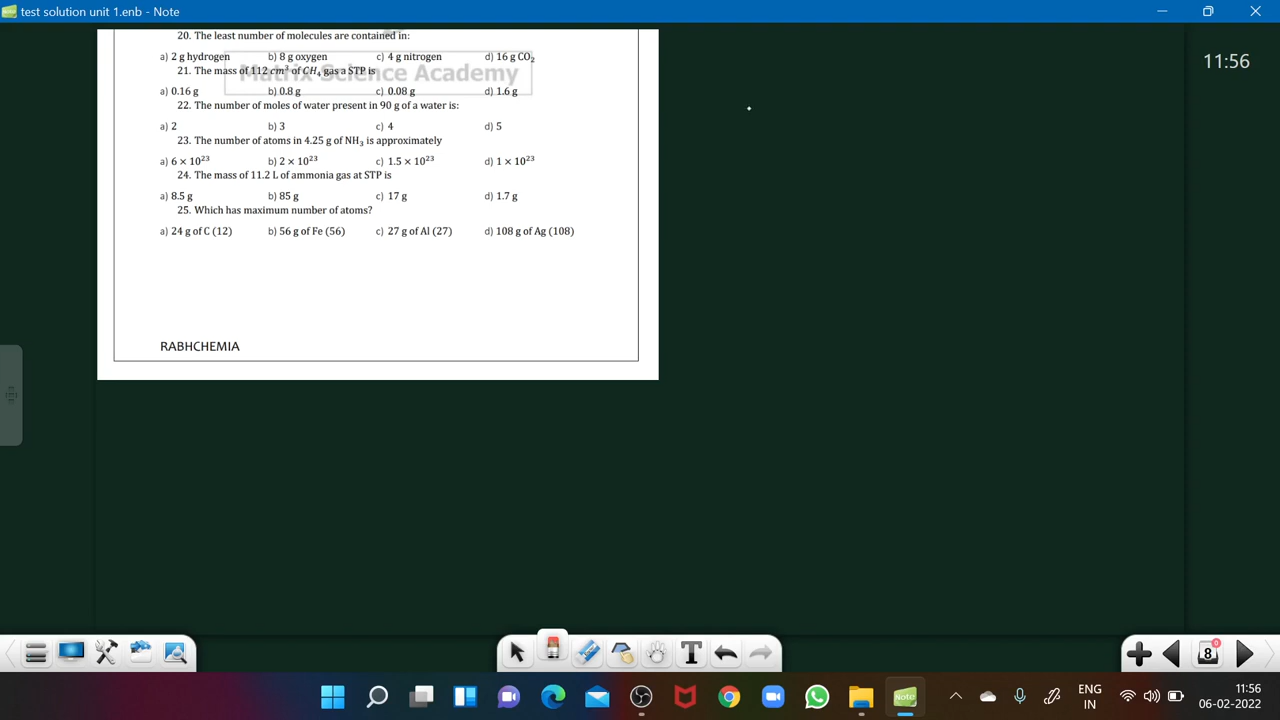 test solution unit 1.enb - Note
11:56
20. The least number of molecules are contained in:
a) 2 g hydrogen b) 8 g oxygen c) 4 g nitrogen d) 16 g CO₂
Matrix Science Academy
21. The mass of 112 cm³ of CH₄ gas a STP is
a) 0.16 g b) 0.8 g c) 0.08 g d) 1.6 g
22. The number of moles of water present in 90 g of a water is:
a) 2 b) 3 c) 4 d) 5
23. The number of atoms in 4.25 g of NH₃ is approximately
a) 6 × 10²³ b) 2 × 10²³ c) 1.5 × 10²³ d) 1 × 10²³
24. The mass of 11.2 L of ammonia gas at STP is
a) 8.5 g b) 85 g c) 17 g d) 1.7 g
25. Which has maximum number of atoms?
a) 24 g of C (12) b) 56 g of Fe (56) c) 27 g of Al (27) d) 108 g of Ag (108)
RABHCHEMIA
T
0
8
Note
ENG
IN
11:56
06-02-2022